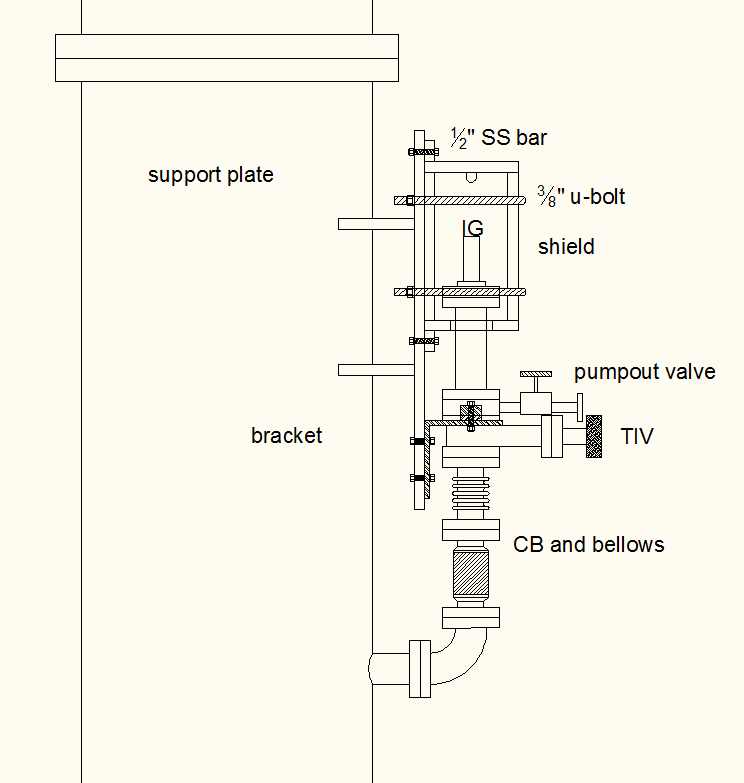 ½" SS bar
support plate
⅜" u-bolt
IG
shield
pumpout valve
bracket
TIV
CB and bellows